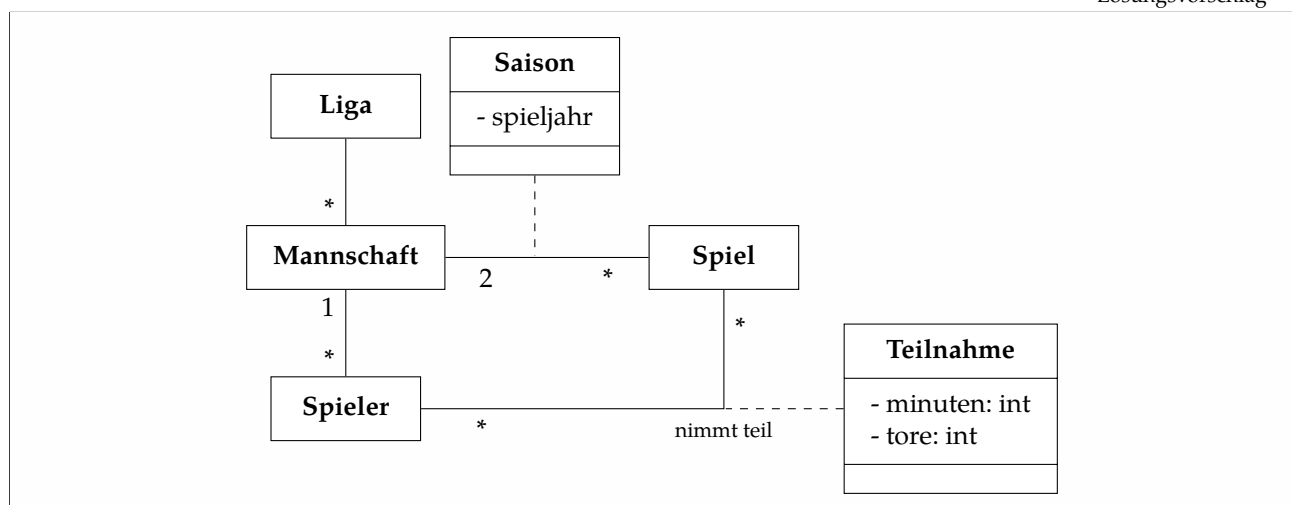 Lösungsvorschlag
Saison
- spieljahr
Liga
*
Mannschaft
2
*
Spiel
1
*
*
Spieler
*
nimmt teil
Teilnahme
- minuten: int
- tore: int